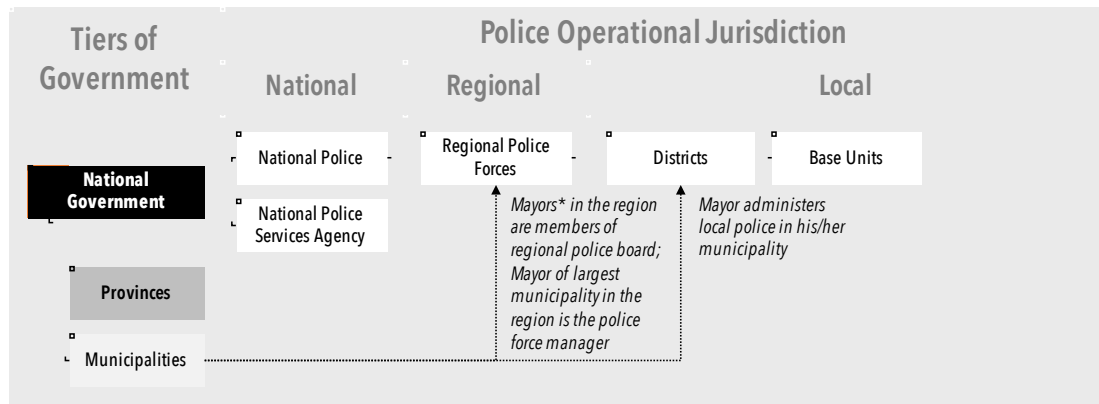 Tiers of
Government
Police Operational Jurisdiction
National
Regional
Local
National Police
Regional Police
Forces
Districts
Base Units
National
Government
National Police
Services Agency
Mayors* in the region
are members of
regional police board;
Mayor of largest
municipality in the
region is the police
force manager
Mayor administers
local police in his/her
municipality
Provinces
Municipalities